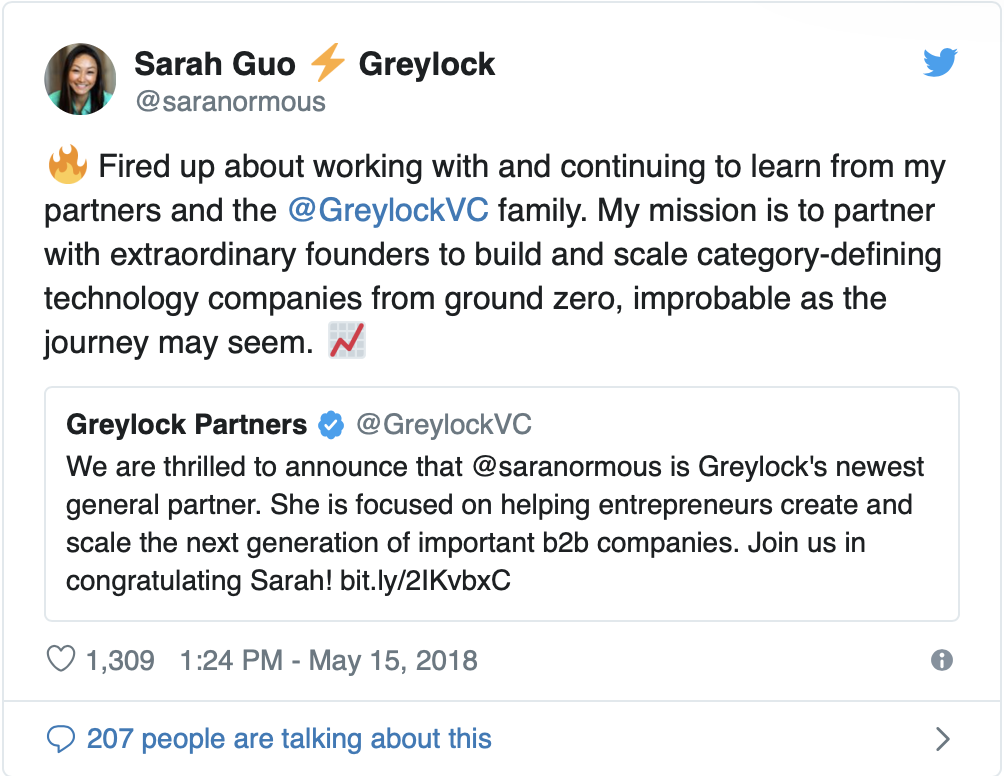 Sarah Guo ⚡ Greylock
@saranormous
🔥 Fired up about working with and continuing to learn from my
partners and the @GreylockVC family. My mission is to partner
with extraordinary founders to build and scale category-defining
technology companies from ground zero, improbable as the
journey may seem. 📈
Greylock Partners @GreylockVC
We are thrilled to announce that @saranormous is Greylock's newest
general partner. She is focused on helping entrepreneurs create and
scale the next generation of important b2b companies. Join us in
congratulating Sarah! bit.ly/2IKvbxC
1,309 1:24 PM - May 15, 2018
207 people are talking about this